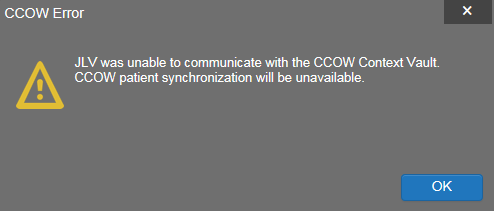 CCOW Error
JLV was unable to communicate with the CCOW Context Vault.
CCOW patient synchronization will be unavailable.
OK